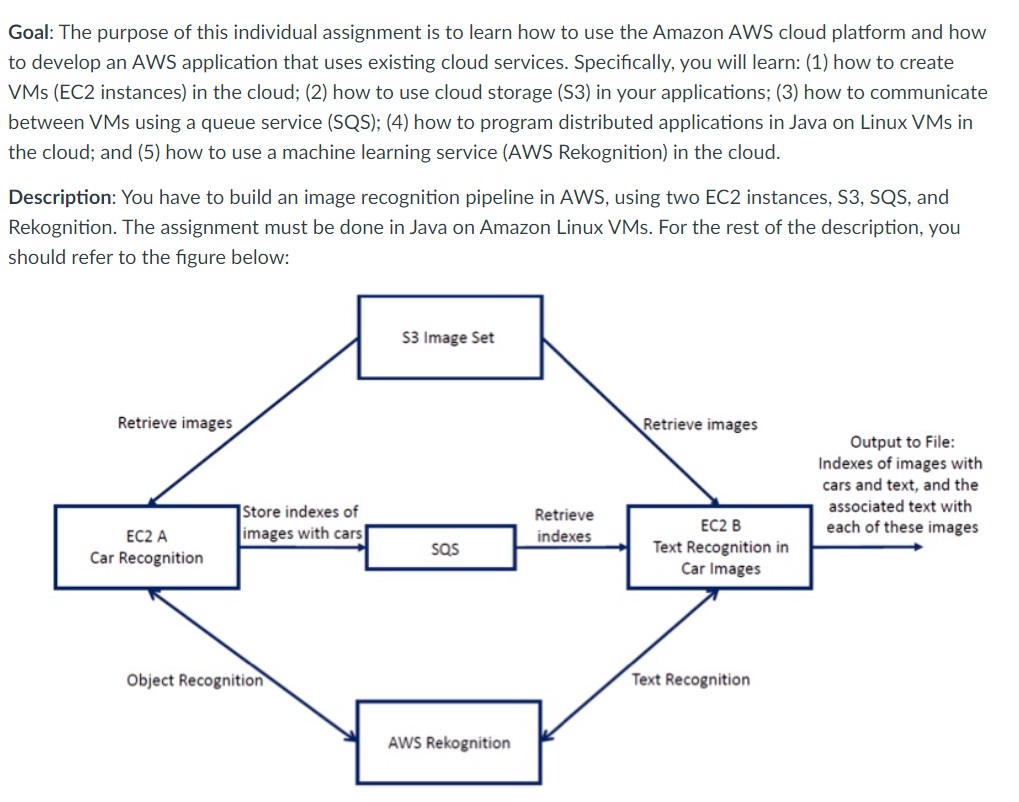 Goal: The purpose of this individual assignment is to learn how to use the Amazon AWS cloud platform and how
to develop an AWS application that uses existing cloud services. Specifically, you will learn: (1) how to create
VMs (EC2 instances) in the cloud; (2) how to use cloud storage (S3) in your applications; (3) how to communicate
between VMs using a queue service (SQS); (4) how to program distributed applications in Java on Linux VMs in
the cloud; and (5) how to use a machine learning service (AWS Rekognition) in the cloud.
Description: You have to build an image recognition pipeline in AWS, using two EC2 instances, S3, SQS, and
Rekognition. The assignment must be done in Java on Amazon Linux VMs. For the rest of the description, you
should refer to the figure below:
S3 Image Set
Retrieve images
Retrieve images
Output to File:
Indexes of images with
cars and text, and the
associated text with
each of these images
EC2 A
Car Recognition
Store indexes of
images with cars
SQS
Retrieve
indexes
EC2 B
Text Recognition in
Car Images
Object Recognition
Text Recognition
AWS Rekognition